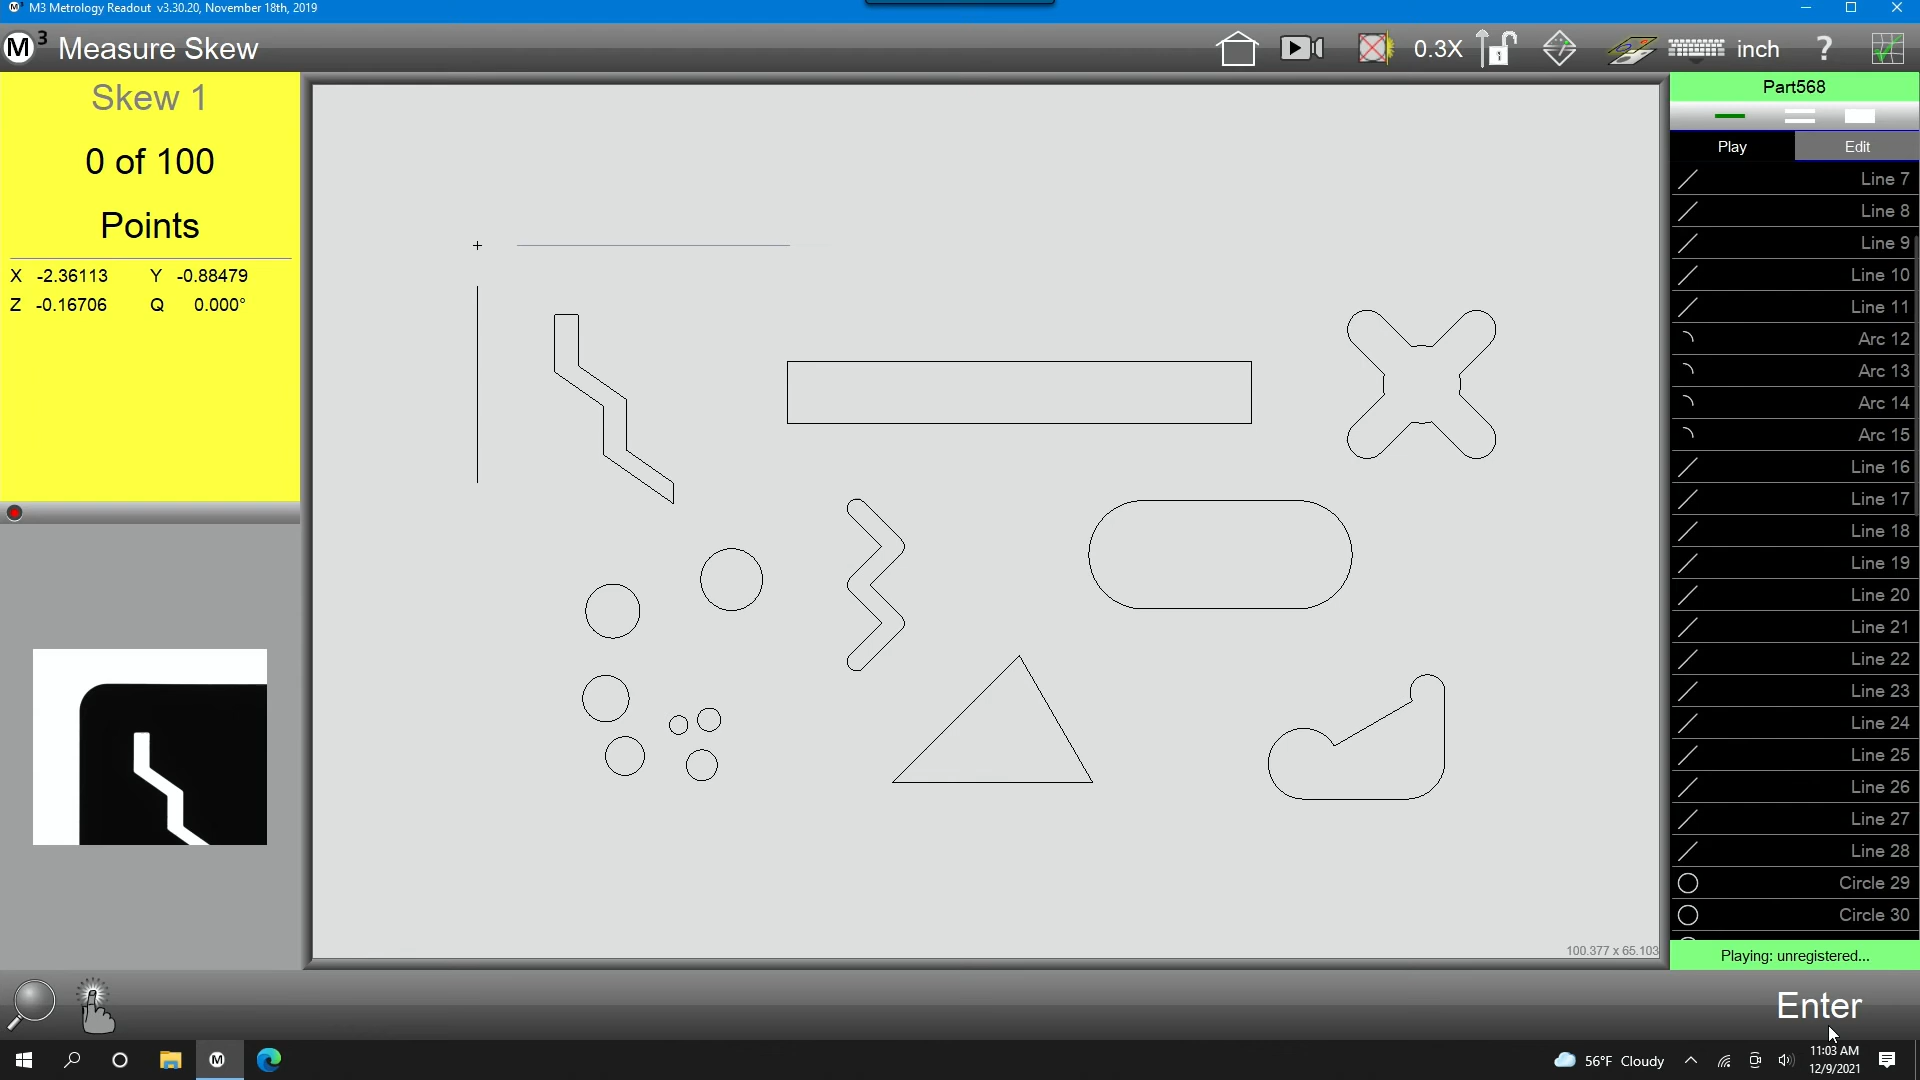 M³ M3 Metrology Readout v3.30.20, November 18th, 2019
M3 Measure Skew
0.3X
inch
?
Skew 1
0 of 100
Points
X -2.36113 Y -0.88479
Z -0.16706 Q 0.000°
100.377 x 65.103
Part568
Play Edit
Line 7
Line 8
Line 9
Line 10
Line 11
Arc 12
Arc 13
Arc 14
Arc 15
Line 16
Line 17
Line 18
Line 19
Line 20
Line 21
Line 22
Line 23
Line 24
Line 25
Line 26
Line 27
Line 28
Circle 29
Circle 30
Playing: unregistered...
Enter
M
56°F Cloudy
11:03 AM
12/9/2021